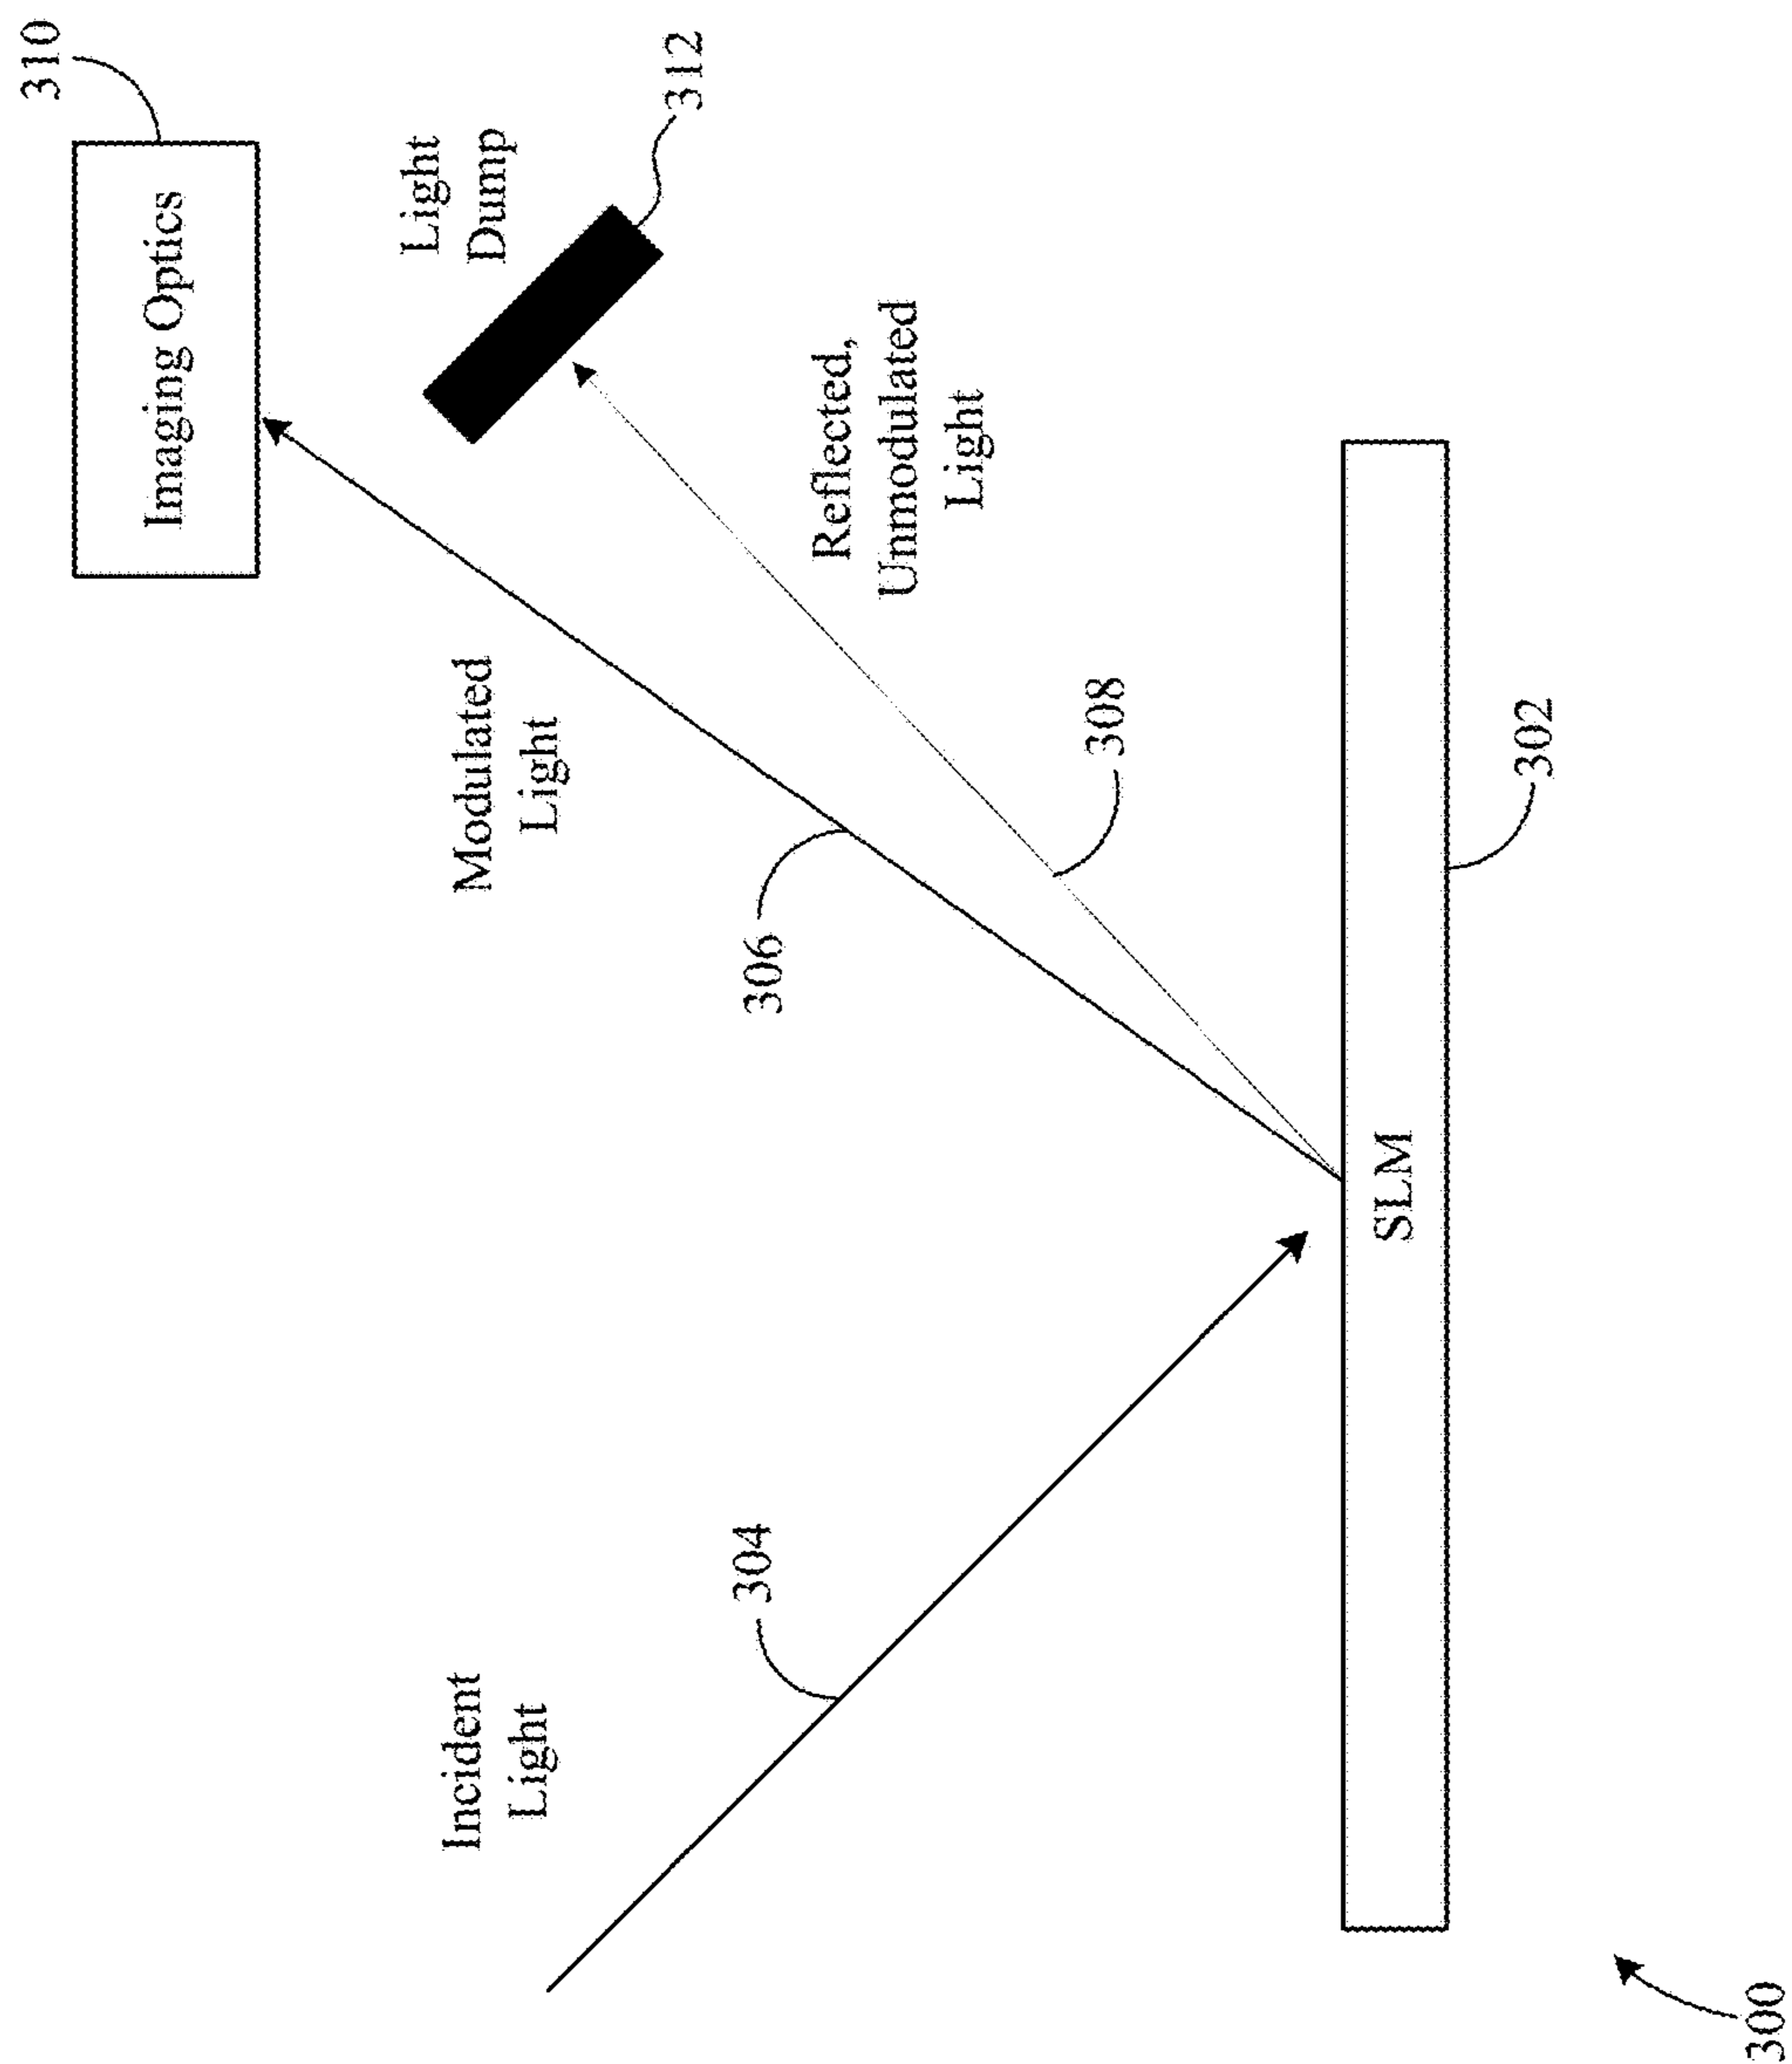 310
Imaging Optics
Light
Dump
312
Modulated
Light
Reflected,
Unmodulated
Light
306
308
Incident
Light
304
SLM
302
300